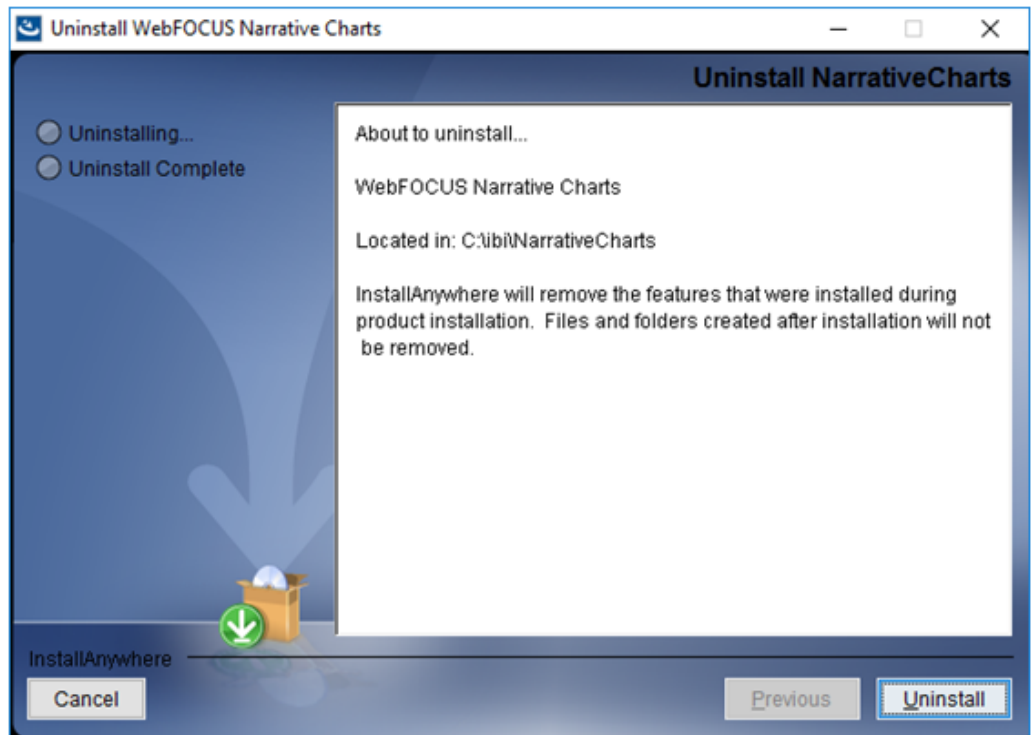 Uninstall WebFOCUS Narrative Charts
Uninstall NarrativeCharts
Uninstalling...
Uninstall Complete
About to uninstall...
WebFOCUS Narrative Charts
Located in: C:\ibi\NarrativeCharts
InstallAnywhere will remove the features that were installed during
product installation.  Files and folders created after installation will not
be removed.
InstallAnywhere
Cancel
Previous
Uninstall